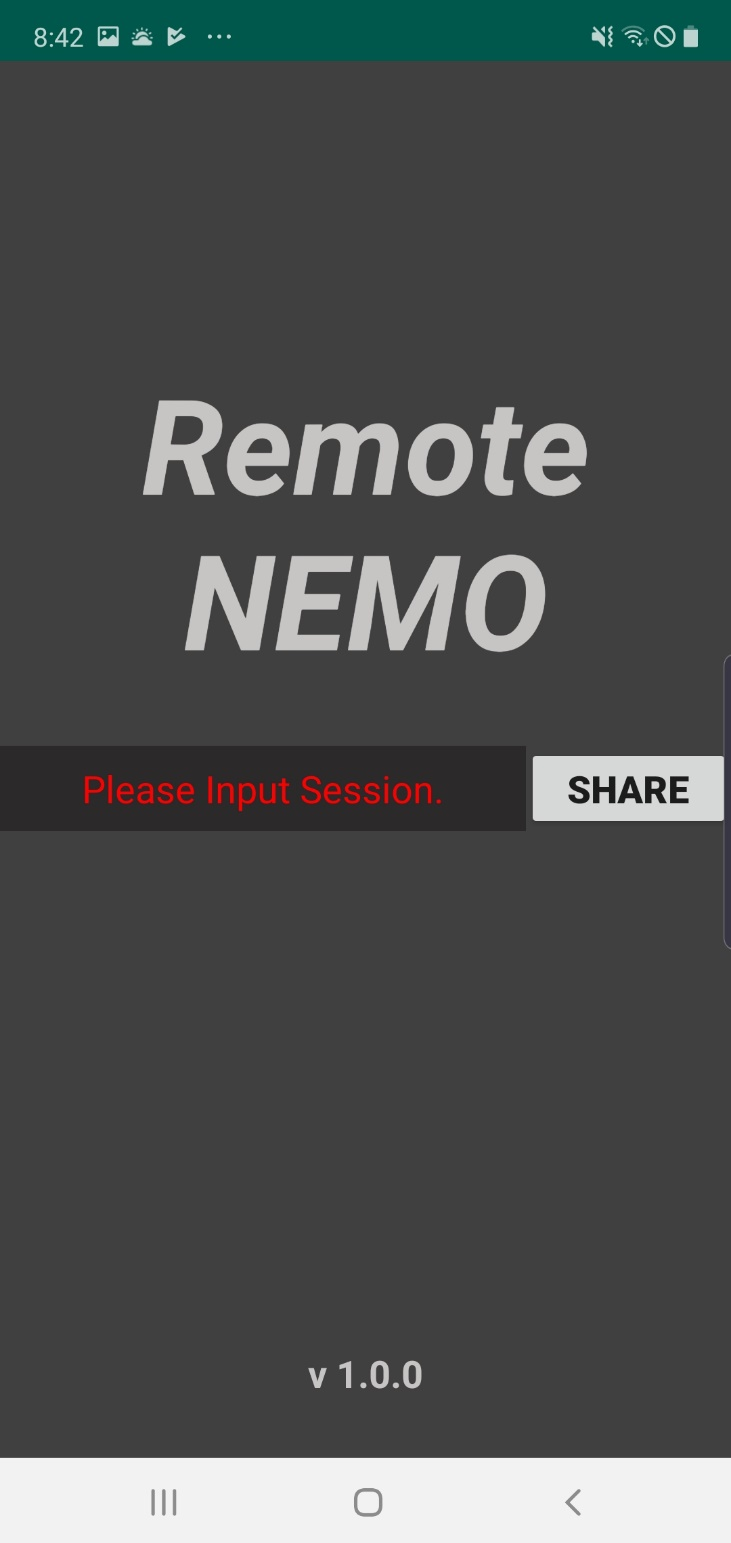 8:42
Remote
NEMO
Please Input Session.
SHARE
v 1.0.0